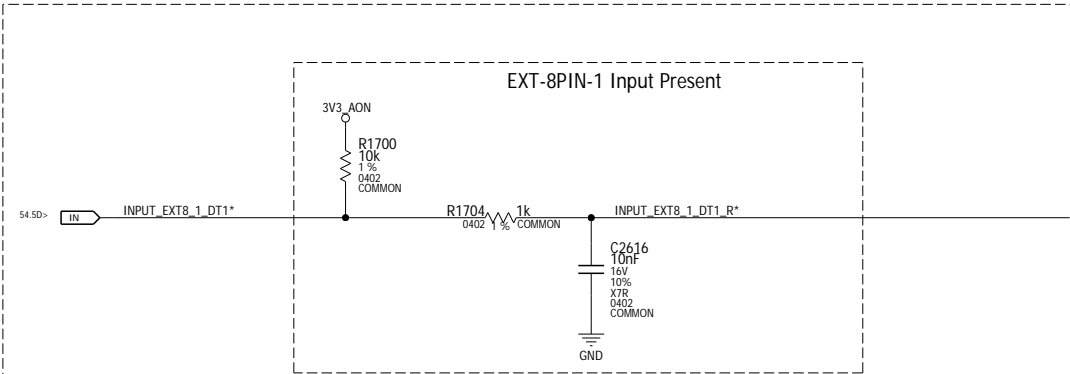 EXT-8PIN-1 Input Present
3V3_AON
R1700
10k
1 %
0402
COMMON
54.5D>
IN
INPUT_EXT8_1_DT1*
R1704
1k
0402
1 %
COMMON
INPUT_EXT8_1_DT1_R*
C2616
10nF
16V
10%
X7R
0402
COMMON
GND